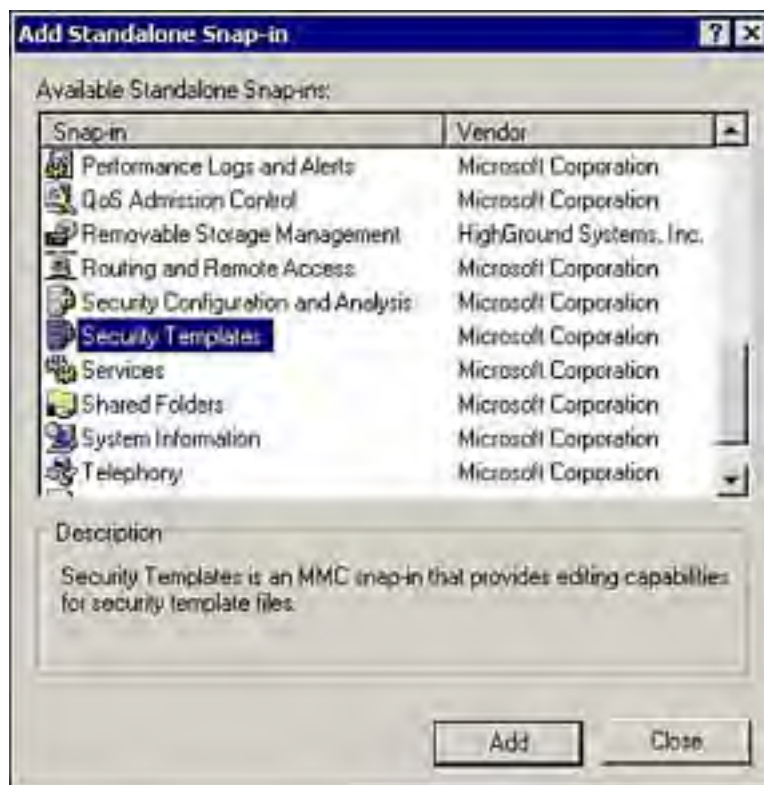 Add Standalone Snap-in
Available Standalone Snap-ins:
Snap-in Vendor
Performance Logs and Alerts Microsoft Corporation
QoS Admission Control Microsoft Corporation
Removable Storage Management HighGround Systems, Inc.
Routing and Remote Access Microsoft Corporation
Security Configuration and Analysis Microsoft Corporation
Security Templates Microsoft Corporation
Services Microsoft Corporation
Shared Folders Microsoft Corporation
System Information Microsoft Corporation
Telephony Microsoft Corporation
Description
Security Templates is an MMC snap-in that provides editing capabilities
for security template files.
Add Close